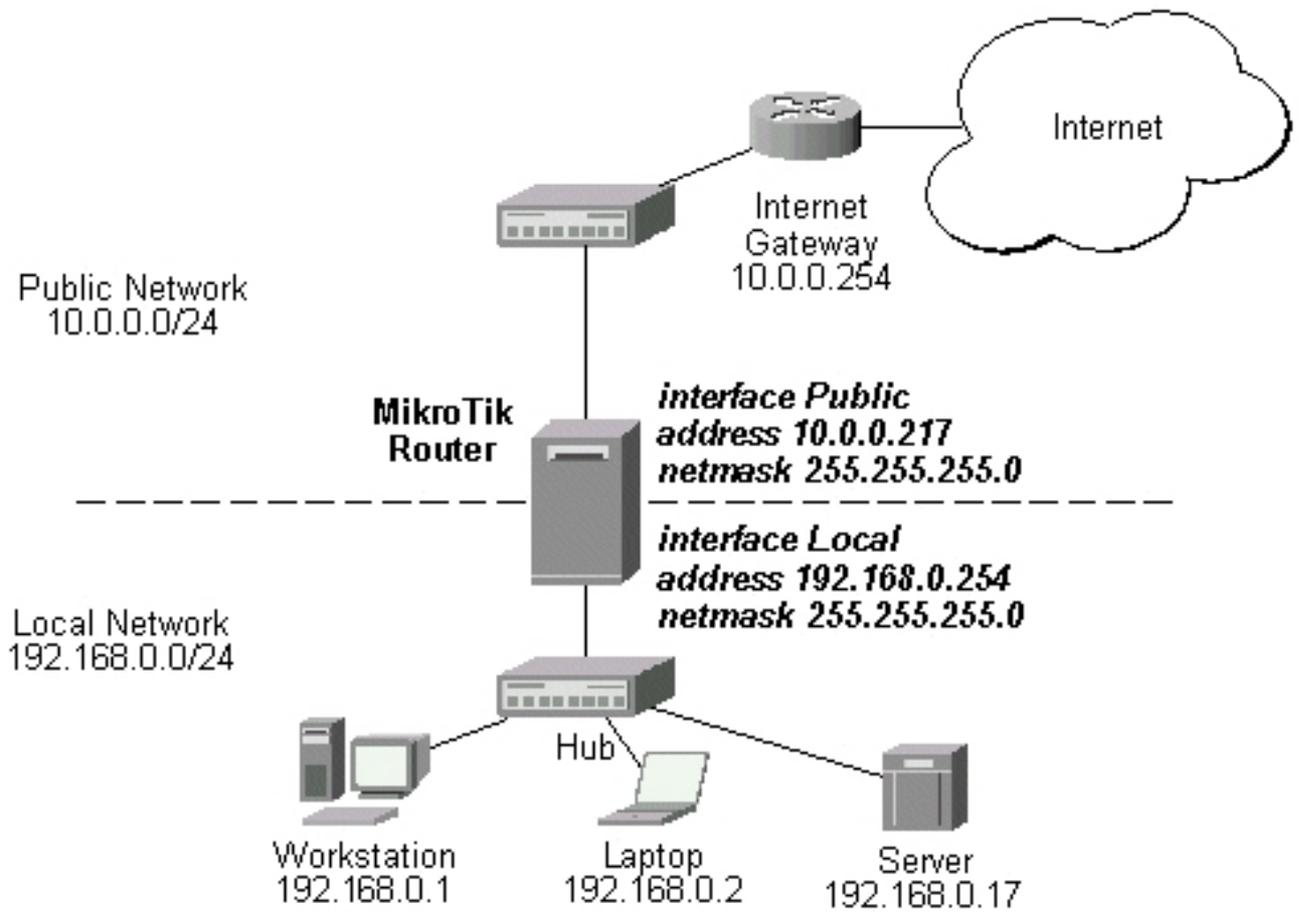 Internet
Internet
Gateway
10.0.0.254
Public Network
10.0.0.0/24
MikroTik
Router
interface Public
address 10.0.0.217
netmask 255.255.255.0
interface Local
address 192.168.0.254
netmask 255.255.255.0
Local Network
192.168.0.0/24
Hub
Workstation
192.168.0.1
Laptop
192.168.0.2
Server
192.168.0.17